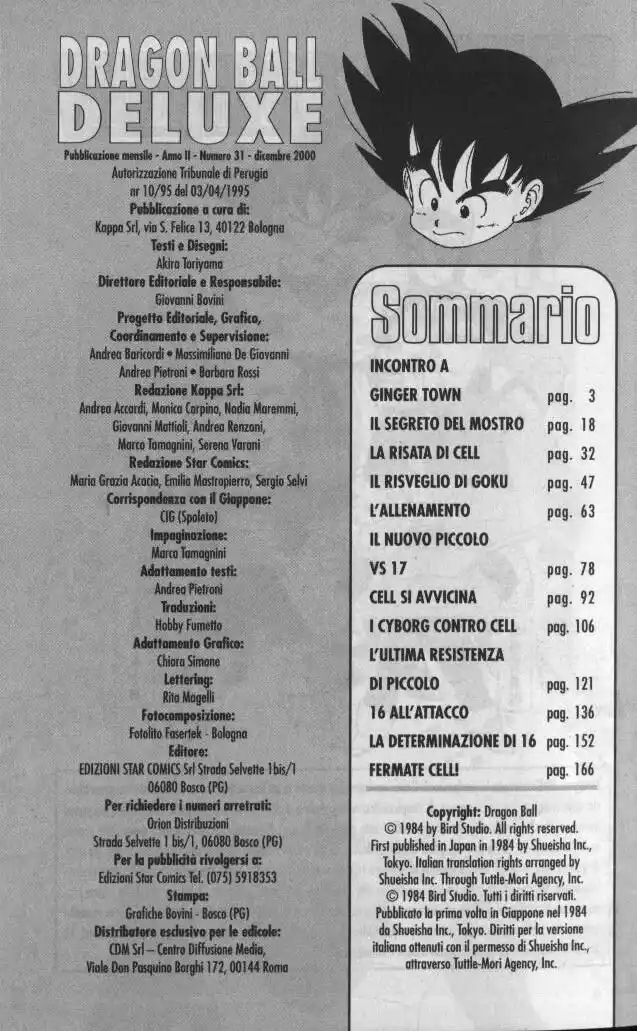 DRAGON BALL
DELUXE
Pubblicazione mensile - Anno II - Numero 31 - dicembre 2000
Autorizzazione Tribunale di Perugia
nr 10/95 del 03/04/1995
Pubblicazione a cura di:
Kappa Srl, via S. Felice 13, 40122 Bologna
Testi e Disegni:
Akira Toriyama
Direttore Editoriale e Responsabile:
Giovanni Bovini
Progetto Editoriale, Grafica,
Coordinamento e Supervisione:
Andrea Baricordi • Massimiliano De Giovanni
Andrea Pietroni • Barbara Rossi
Redazione Kappa Srl:
Andrea Accardi, Monica Carpino, Nadia Maremmi,
Giovanni Mattioli, Andrea Renzoni,
Marco Tamagnini, Serena Varani
Redazione Star Comics:
Maria Grazia Acacia, Emilia Mastropierro, Sergio Selvi
Corrispondenza con il Giappone:
CIG (Spoleto)
Impaginazione:
Marca Tamagnini
Adattamento testi:
Andrea Pietroni
Traduzioni:
Hobby Fumetto
Adattamento Grafico:
Chiara Simone
Lettering:
Rita Magelli
Fotocomposizione:
Fotolito Fasertek - Bologna
Editore:
EDIZIONI STAR COMICS Srl Strada Selvette 1bis/1
06080 Bosco (PG)
Per richiedere i numeri arretrati:
Orion Distribuzioni
Strada Selvette 1 bis/1, 06080 Bosco (PG)
Per la pubblicità rivolgersi a:
Edizioni Star Comics Tel. (075) 5918353
Stampa:
Grafiche Bovini - Bosco (PG)
Distributore esclusivo per le edicole:
CDM Srl – Centro Diffusione Media,
Viale Don Pasquino Borghi 172, 00144 Roma
Sommario
INCONTRO A
GINGER TOWN pag. 3
IL SEGRETO DEL MOSTRO pag. 18
LA RISATA DI CELL pag. 32
IL RISVEGLIO DI GOKU pag. 47
L'ALLENAMENTO pag. 63
IL NUOVO PICCOLO
VS 17 pag. 78
CELL SI AVVICINA pag. 92
I CYBORG CONTRO CELL pag. 106
L'ULTIMA RESISTENZA
DI PICCOLO pag. 121
16 ALL'ATTACCO pag. 136
LA DETERMINAZIONE DI 16 pag. 152
FERMATE CELL! pag. 166
Copyright: Dragon Ball
© 1984 by Bird Studio. All rights reserved.
First published in Japan in 1984 by Shueisha Inc.,
Tokyo. Italian translation rights arranged by
Shueisha Inc. Through Tuttle-Mori Agency, Inc.
© 1984 Bird Studio. Tutti i diritti riservati.
Pubblicato la prima volta in Giappone nel 1984
da Shueisha Inc., Tokyo. Diritti per la versione
italiana ottenuti con il permesso di Shueisha Inc.,
attraverso Tuttle-Mori Agency, Inc.